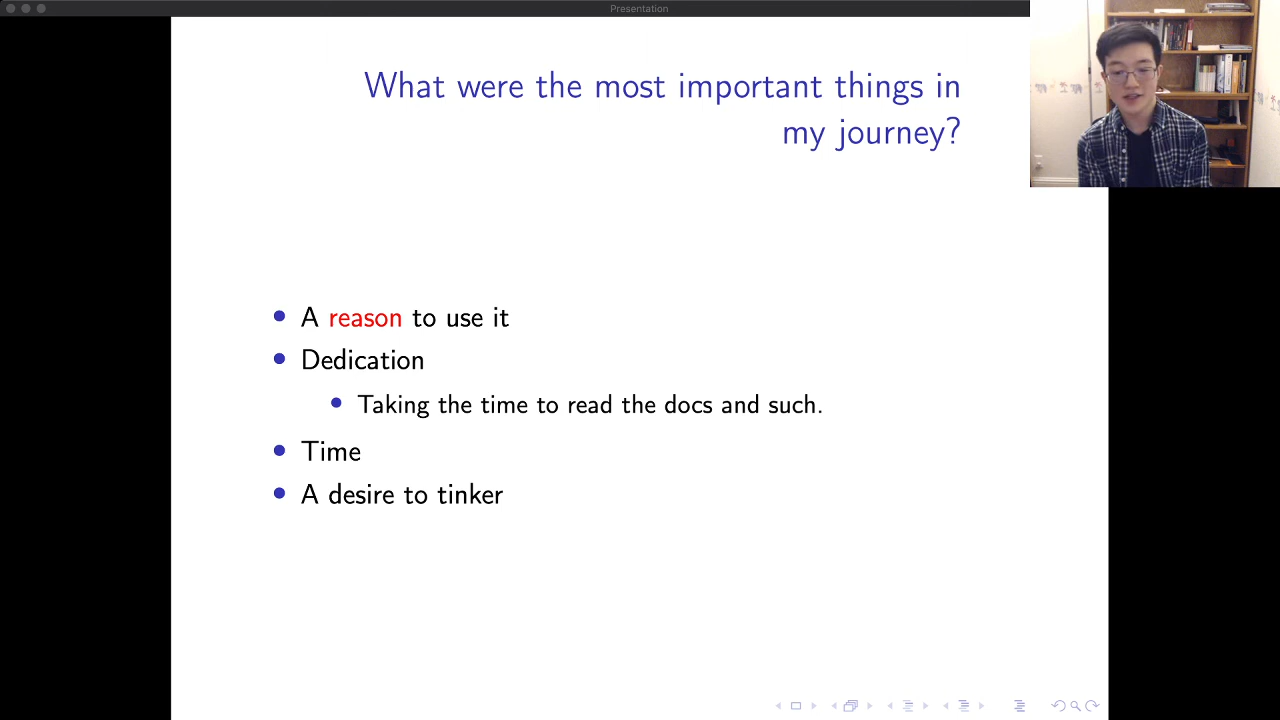 Presentation
What were the most important things in
my journey?
A reason to use it
Dedication
Taking the time to read the docs and such.
Time
A desire to tinker